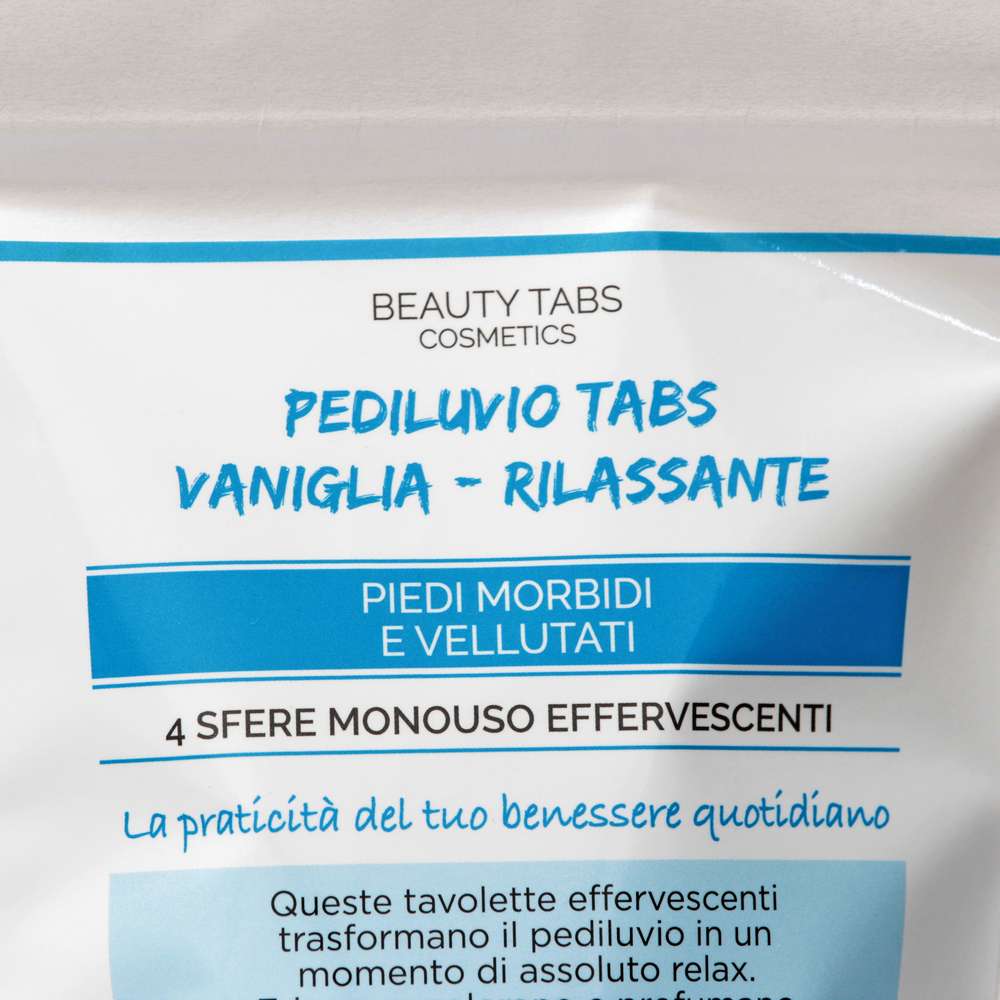 BEAUTY TABS
COSMETICS
PEDILUVIO TABS
VANIGLIA - RILASSANTE
PIEDI MORBIDI
E VELLUTATI
4 SFERE MONOUSO EFFERVESCENTI
La praticità del tuo benessere quotidiano
Queste tavolette effervescenti
trasformano il pediluvio in un
momento di assoluto relax.